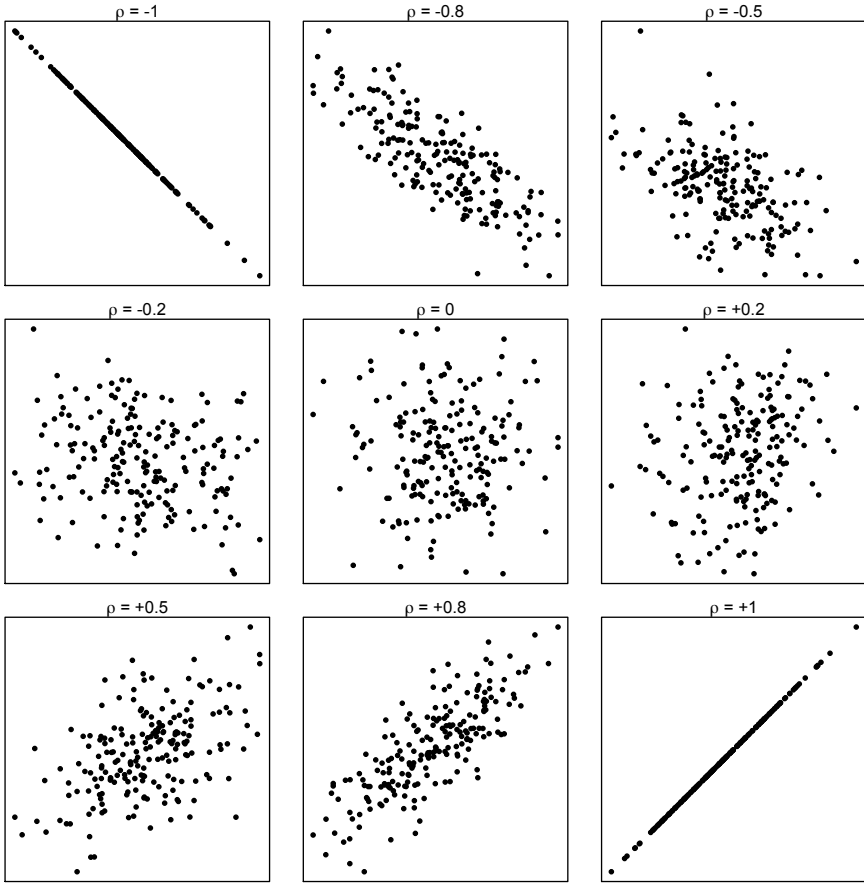 ρ = -1
ρ = -0.8
ρ = -0.5
ρ = -0.2
ρ = 0
ρ = +0.2
ρ = +0.5
ρ = +0.8
ρ = +1